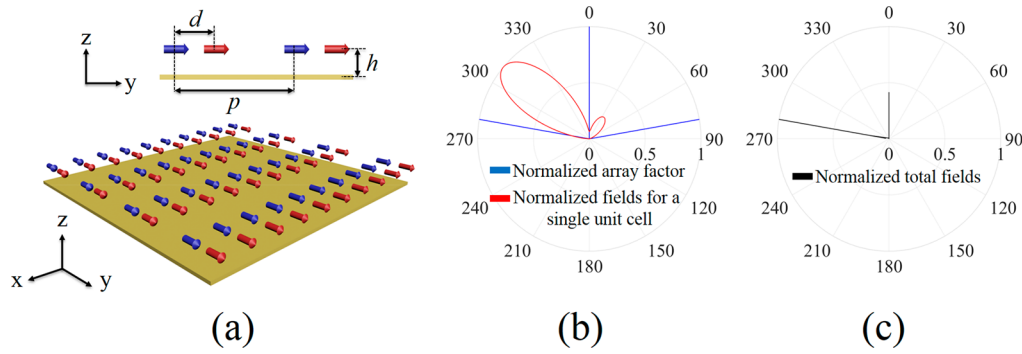 d
z
y
h
p
z
x
y
(a)
0
30
60
90
120
150
180
210
240
270
300
330
0
0.5
1
Normalized array factor
Normalized fields for a
single unit cell
(b)
0
30
60
90
120
150
180
210
240
270
300
330
0
0.5
1
Normalized total fields
(c)